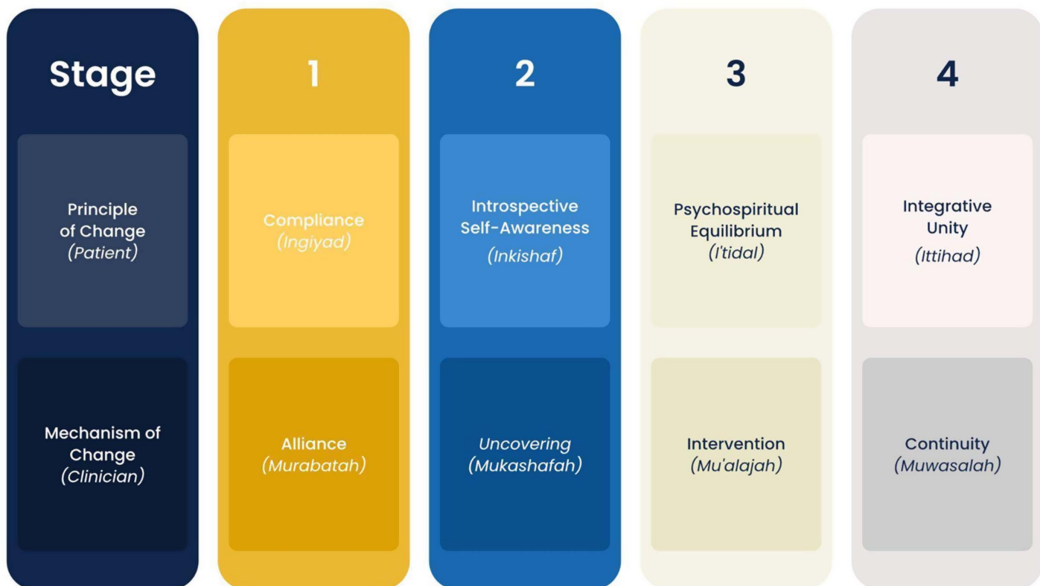 Stage
1
2
3
4
Principle
of Change
(Patient)
Compliance
(Ingiyad)
Introspective
Self-Awareness
(Inkishaf)
Psychospiritual
Equilibrium
(I'tidal)
Integrative
Unity
(Ittihad)
Mechanism of
Change
(Clinician)
Alliance
(Murabatah)
Uncovering
(Mukashafah)
Intervention
(Mu'alajah)
Continuity
(Muwasalah)